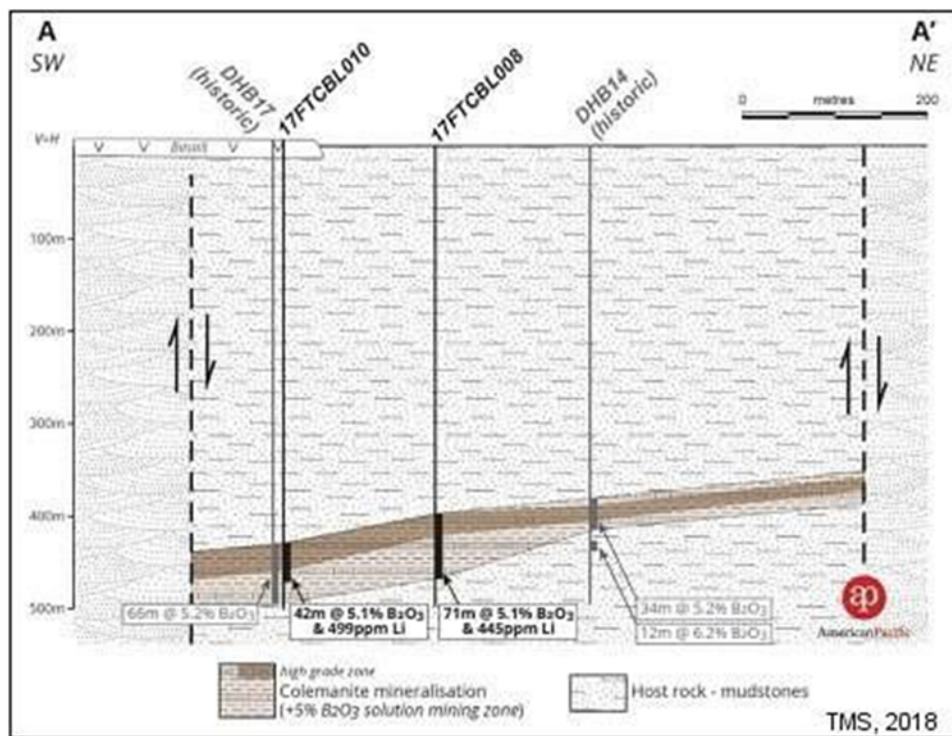 A
SW
DHB17
(historic)
17FTCBL010
17FTCBL008
DHB14
(historic)
A'
NE
0 metres 200
V=H
Basalt
100m
200m
300m
400m
500m
66m @ 5.2% B₂O₃
42m @ 5.1% B₂O₃
& 499ppm Li
71m @ 5.1% B₂O₃
& 445ppm Li
34m @ 5.2% B₂O₃
12m @ 6.2% B₂O₃
ap
AmericanPacific
high grade zone
Colemanite mineralisation
(+5% B₂O₃ solution mining zone)
Host rock - mudstones
TMS, 2018